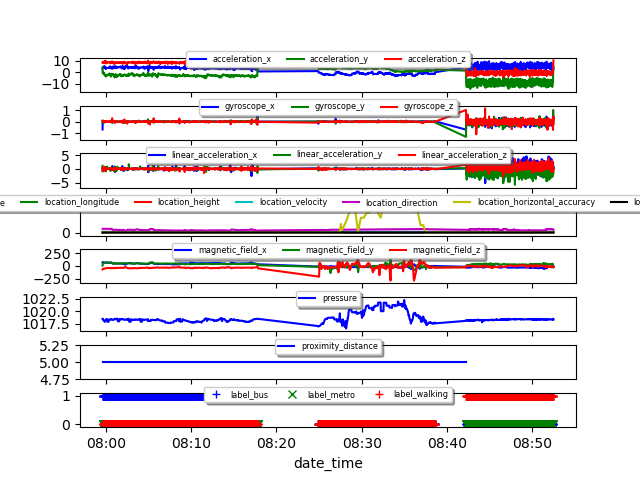 acceleration_x acceleration_y acceleration_z
10
0
−10
gyroscope_x gyroscope_y gyroscope_z
1
0
−1
linear_acceleration_x linear_acceleration_y linear_acceleration_z
5
0
−5
location_longitude location_height location_velocity location_direction location_horizontal_accuracy
0
magnetic_field_x magnetic_field_y magnetic_field_z
250
0
−250
pressure
1022.5
1020.0
1017.5
proximity_distance
5.25
5.00
4.75
label_bus label_metro label_walking
1
0
08:00 08:10 08:20 08:30 08:40 08:50
date_time